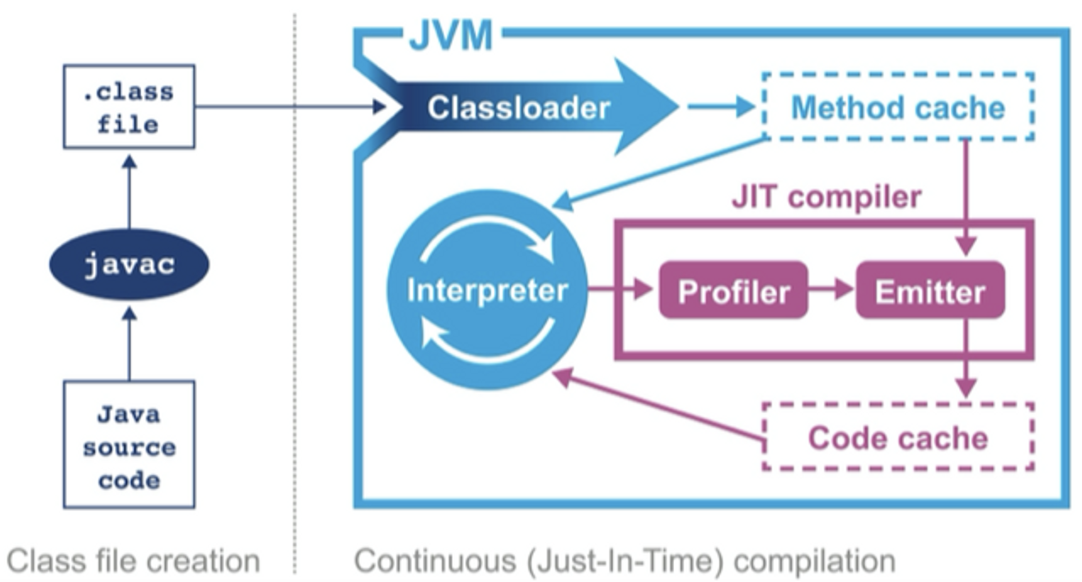 JVM
.class
file
Classloader
Method cache
JIT compiler
javac
Interpreter
Profiler
Emitter
Java
source
code
Code cache
Class file creation
Continuous (Just-In-Time) compilation